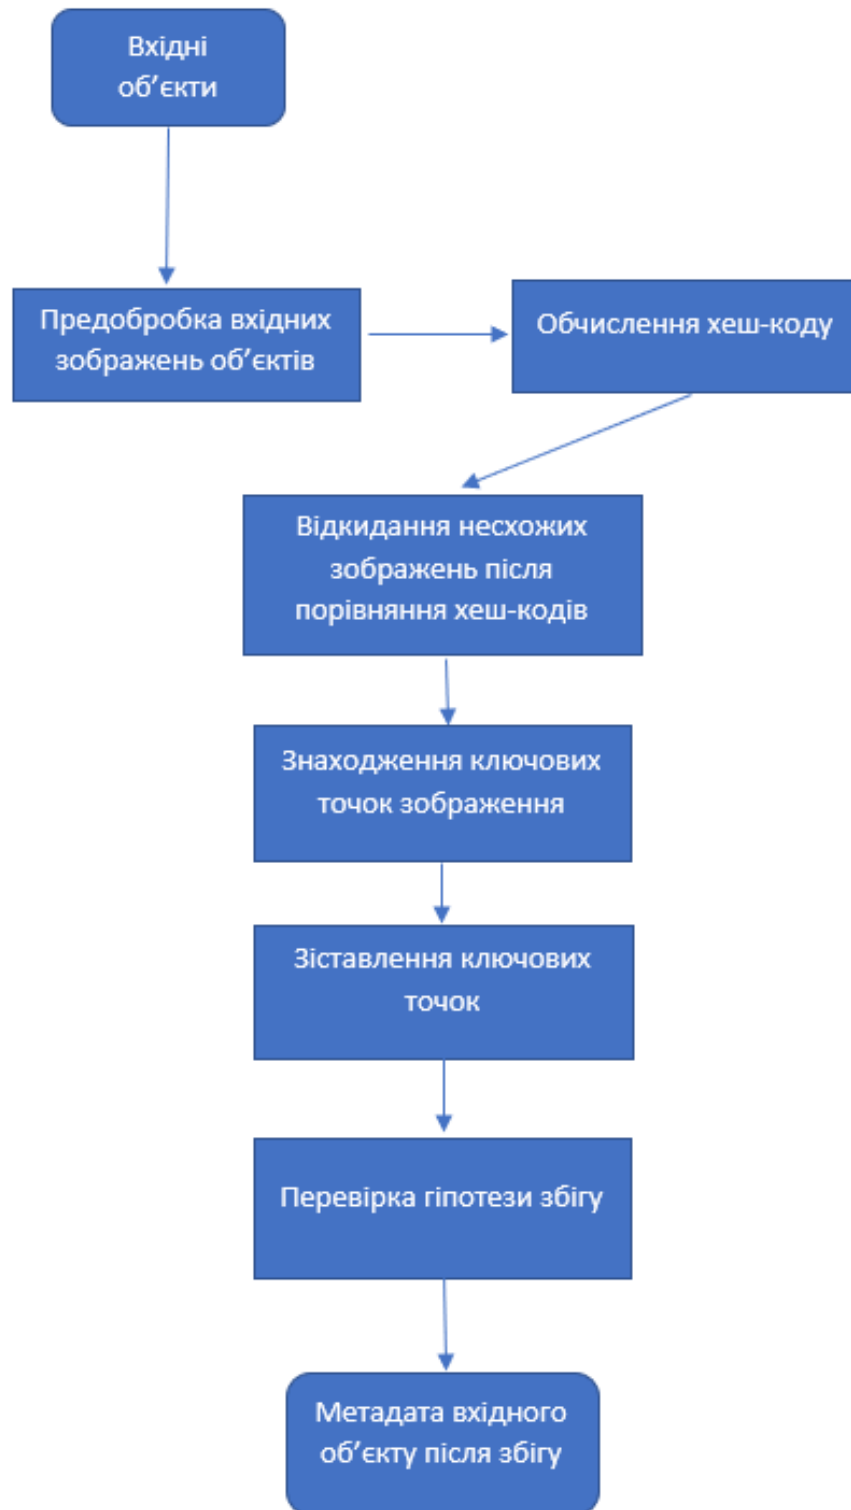 Вхідні
об’єкти
Предобробка вхідних
зображень об’єктів
Обчислення хеш-коду
Відкидання несхожих
зображень після
порівняння хеш-кодів
Знаходження ключових
точок зображення
Зіставлення ключових
точок
Перевірка гіпотези збігу
Метадата вхідного
об’єкту після збігу